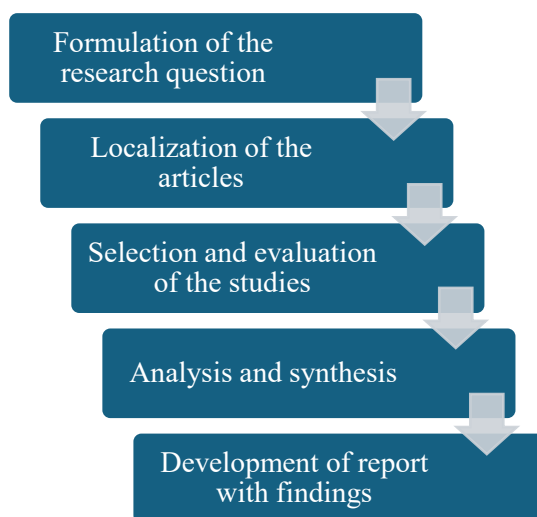 Formulation of the
research question
Localization of the
articles
Selection and evaluation
of the studies
Analysis and synthesis
Development of report
with findings